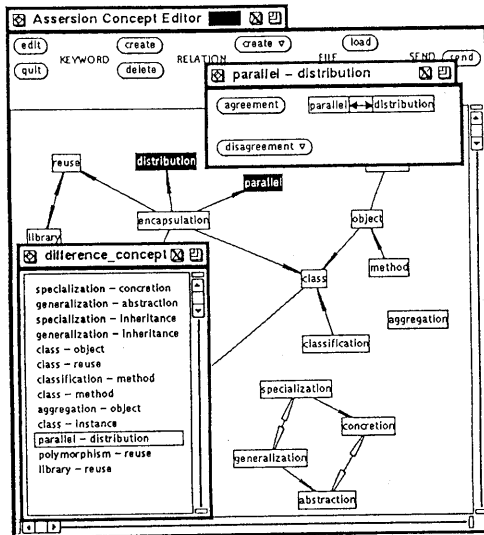 Assersion Concept Editor
edit
create
create ▽
load
quit
KEYWORD
delete
RELATION
FILE
SEND
send
parallel – distribution
agreement
parallel
distribution
disagreement ▽
reuse
distribution
parallel
encapsulation
object
library
method
class
aggregation
classification
specialization
concretion
generalization
abstraction
difference_concept
specialization – concretion
generalization – abstraction
specialization – inheritance
generalization – inheritance
class – object
class – reuse
classification – method
class – method
aggregation – object
class – instance
parallel – distribution
polymorphism – reuse
library – reuse